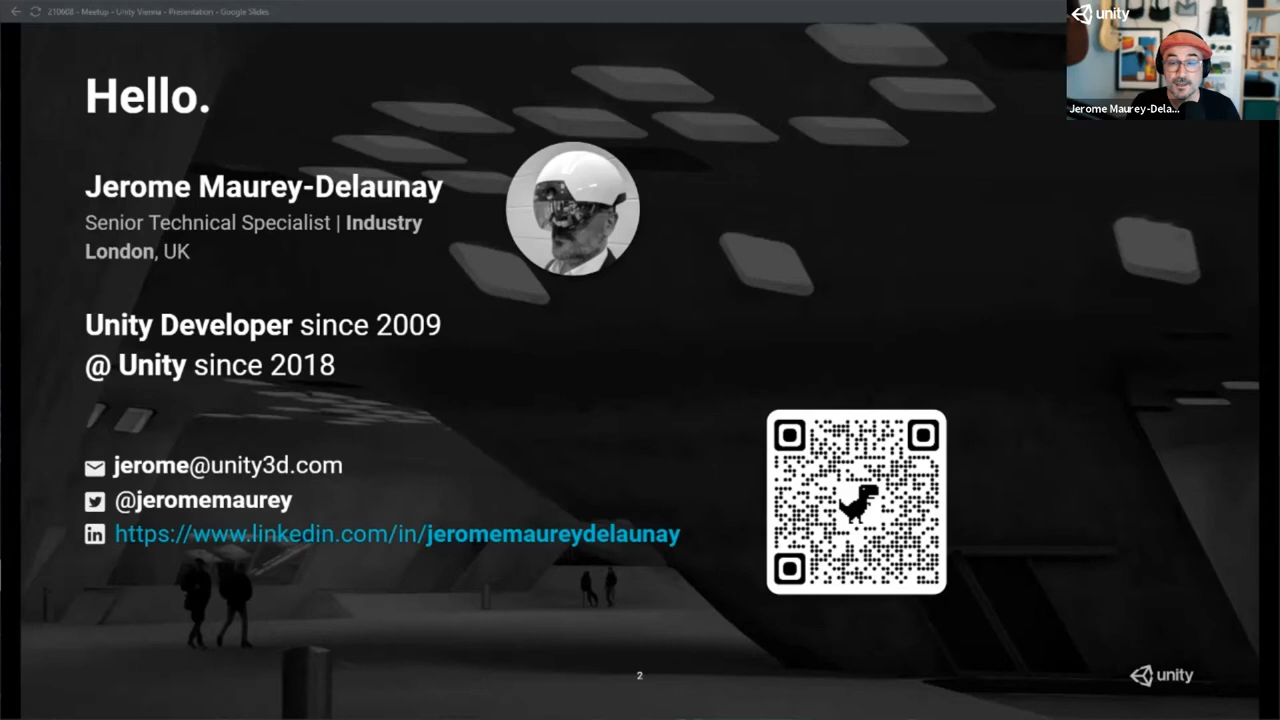 210608 - Meetup - Unity Vienna - Presentation - Google Slides
unity
Jerome Maurey-Dela...
Hello.
Jerome Maurey-Delaunay
Senior Technical Specialist | Industry
London, UK
Unity Developer since 2009
@ Unity since 2018
jerome@unity3d.com
@jeromemaurey
https://www.linkedin.com/in/jeromemaureydelaunay
2
unity